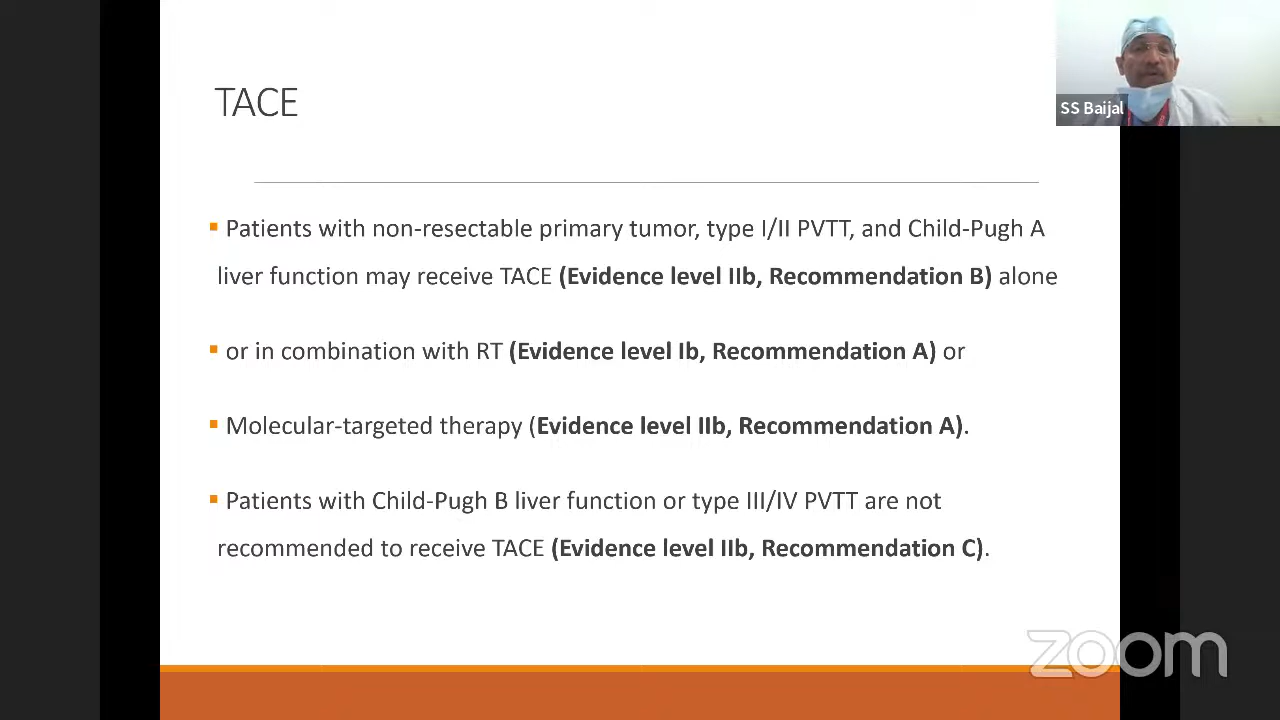 TACE
SS Baijal
▪ Patients with non-resectable primary tumor, type I/II PVTT, and Child-Pugh A
liver function may receive TACE (Evidence level IIb, Recommendation B) alone
▪ or in combination with RT (Evidence level Ib, Recommendation A) or
▪ Molecular-targeted therapy (Evidence level IIb, Recommendation A).
▪ Patients with Child-Pugh B liver function or type III/IV PVTT are not
recommended to receive TACE (Evidence level IIb, Recommendation C).
zoom